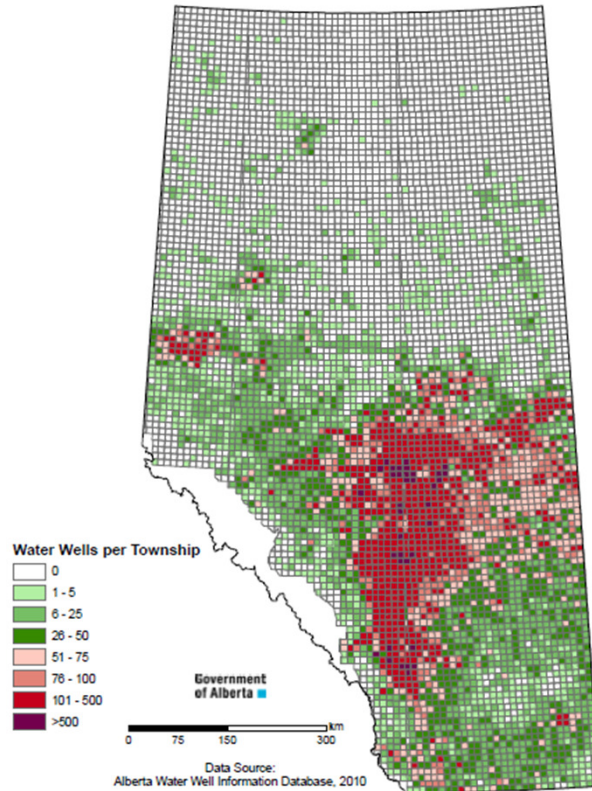 Water Wells per Township
0
1 - 5
6 - 25
26 - 50
51 - 75
76 - 100
101 - 500
>500
Government
of Alberta
km
0 75 150 300
Data Source:
Alberta Water Well Information Database, 2010